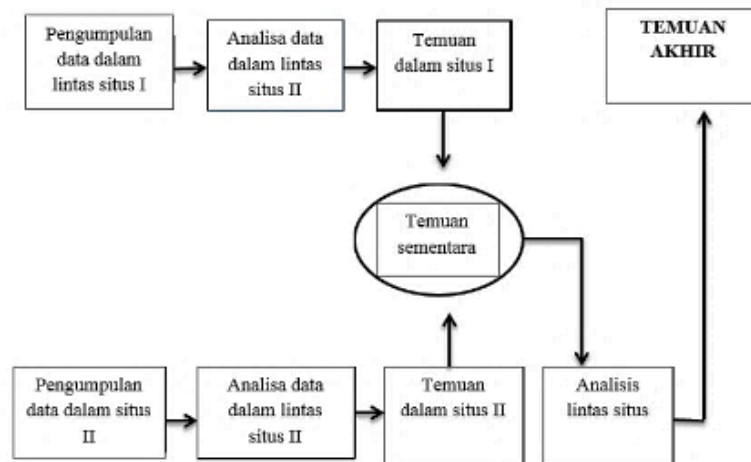 Pengumpulan
data dalam
lintas situs I
Analisa data
dalam lintas
situs II
Temuan
dalam situs I
TEMUAN
AKHIR
Temuan
sementara
Pengumpulan
data dalam situs
II
Analisa data
dalam lintas
situs II
Temuan
dalam situs II
Analisis
lintas situs